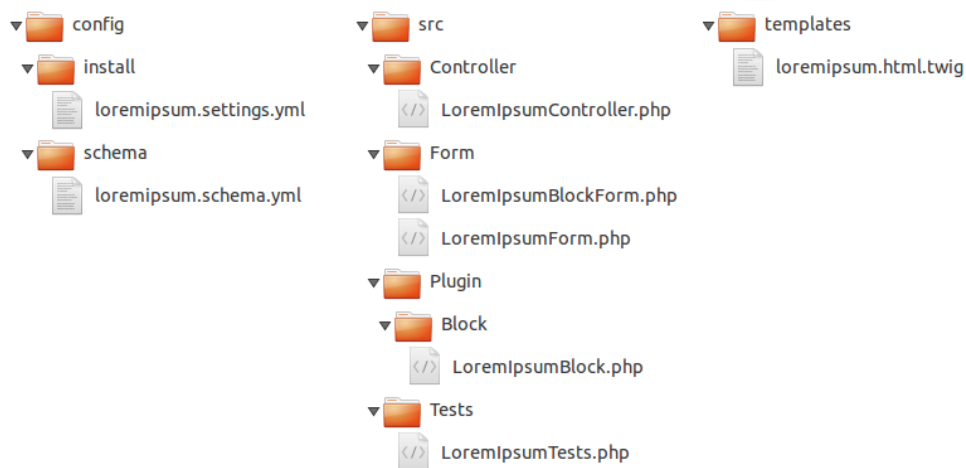 config
install
loremipsum.settings.yml
schema
loremipsum.schema.yml
src
Controller
LoremIpsumController.php
Form
LoremIpsumBlockForm.php
LoremIpsumForm.php
Plugin
Block
LoremIpsumBlock.php
Tests
LoremIpsumTests.php
templates
loremipsum.html.twig